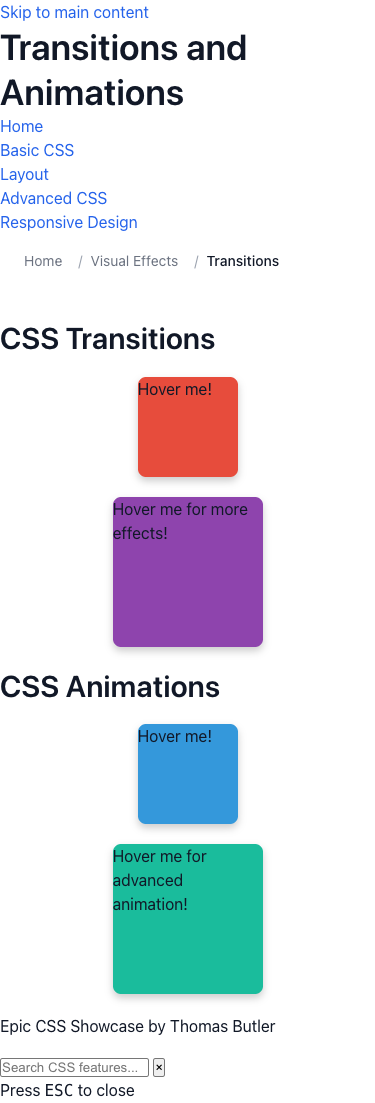 Skip to main content
Transitions and
Animations
Home
Basic CSS
Layout
Advanced CSS
Responsive Design
Home / Visual Effects / Transitions
CSS Transitions
Hover me!
Hover me for more
effects!
CSS Animations
Hover me!
Hover me for
advanced
animation!
Epic CSS Showcase by Thomas Butler
Search CSS features... ×
Press ESC to close